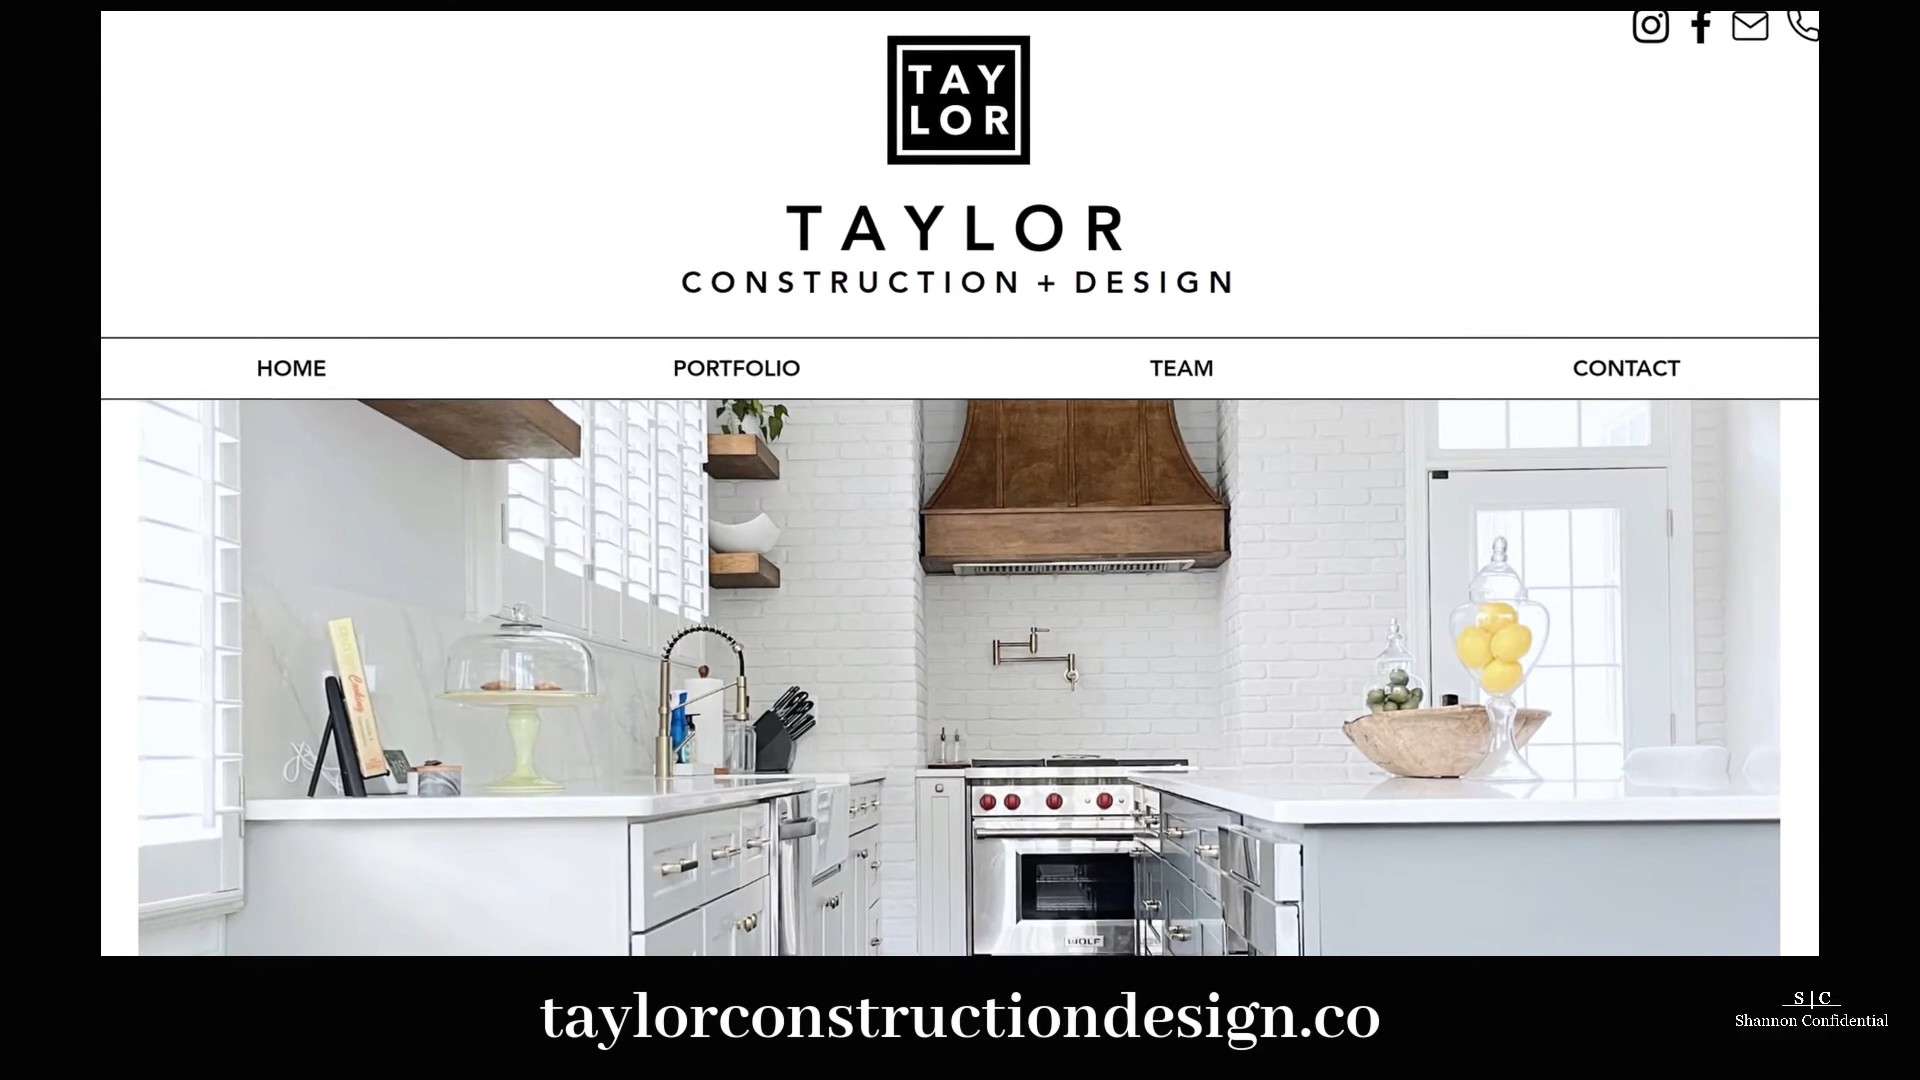 TAY
LOR
TAYLOR
CONSTRUCTION + DESIGN
HOME
PORTFOLIO
TEAM
CONTACT
WOLF
taylorconstructiondesign.co
S|C
Shannon Confidential